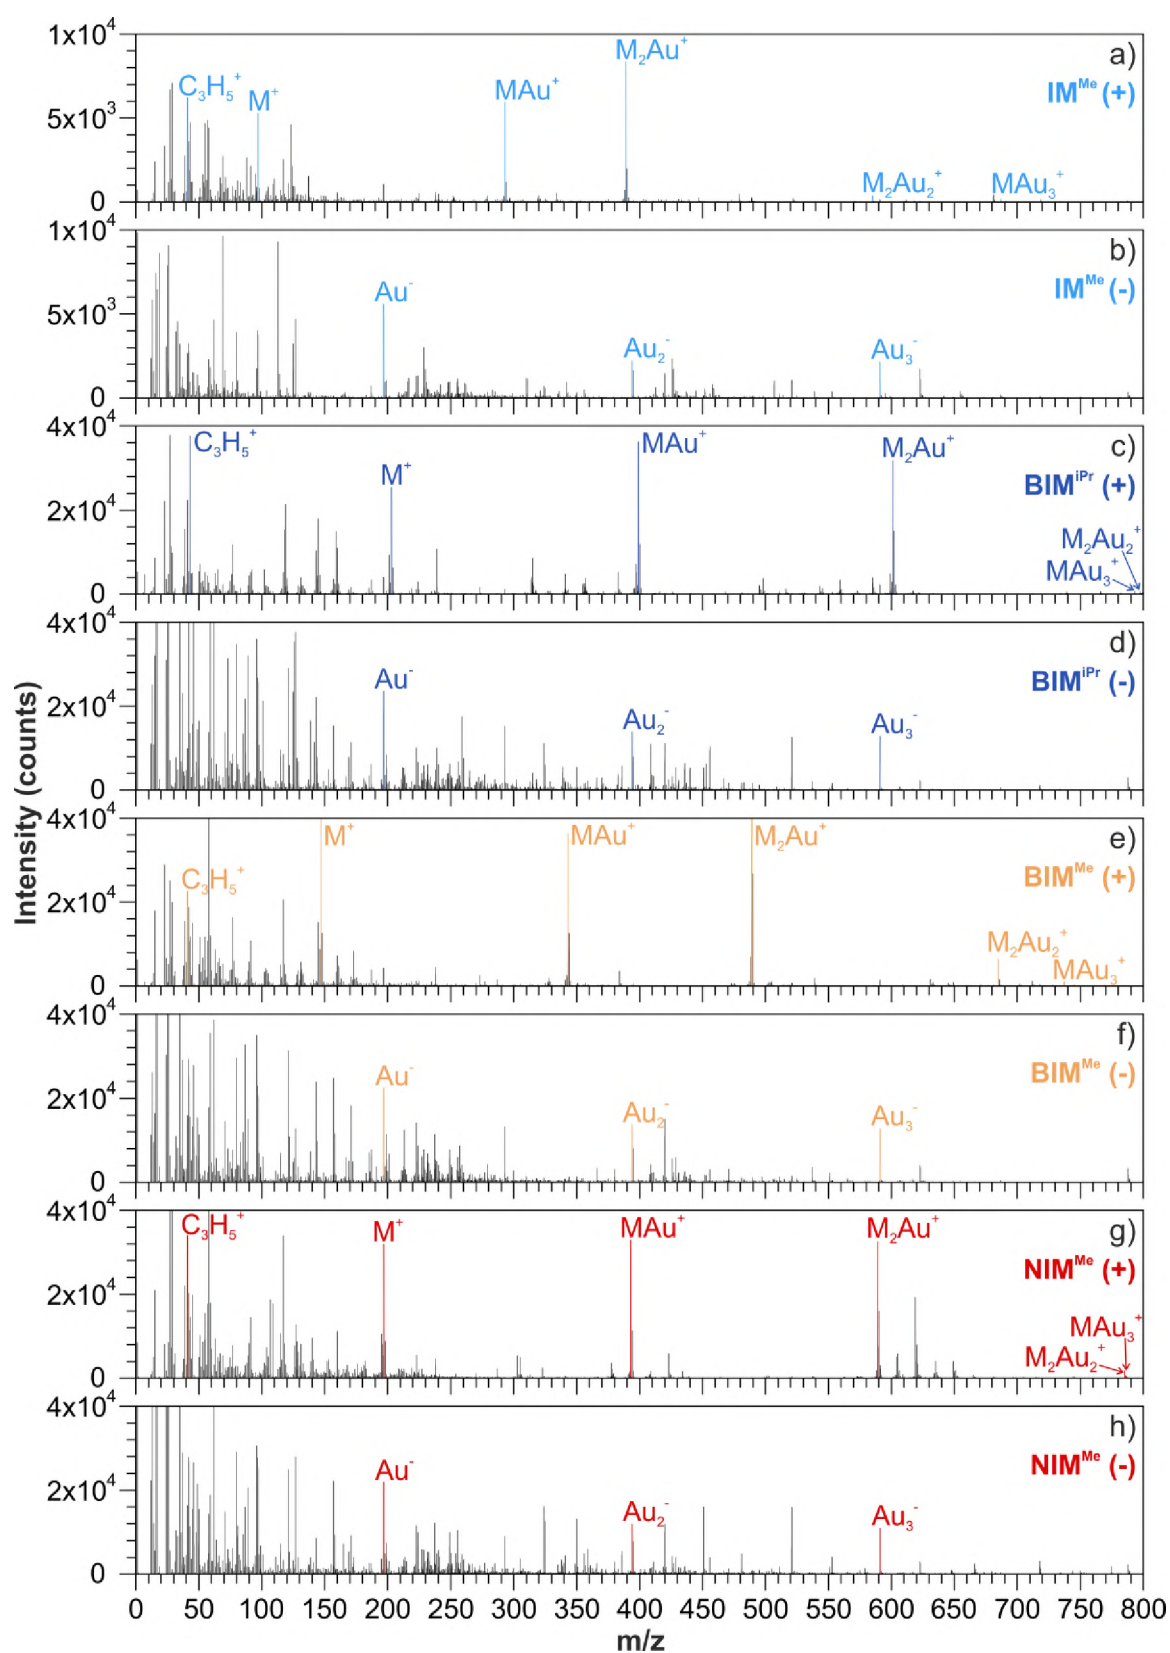 Intensity (counts)
1x10⁴
5x10³
0
C₃H₅⁺
M⁺
MAu⁺
M₂Au⁺
M₂Au₂⁺
MAu₃⁺
a)
IMᴹᵉ (+)
1x10⁴
5x10³
0
Au⁻
Au₂⁻
Au₃⁻
b)
IMᴹᵉ (-)
4x10⁴
2x10⁴
0
C₃H₅⁺
M⁺
MAu⁺
M₂Au⁺
c)
BIMⁱᴾʳ (+)
M₂Au₂⁺
MAu₃⁺
4x10⁴
2x10⁴
0
Au⁻
Au₂⁻
Au₃⁻
d)
BIMⁱᴾʳ (-)
4x10⁴
2x10⁴
0
C₃H₅⁺
M⁺
MAu⁺
M₂Au⁺
e)
BIMᴹᵉ (+)
M₂Au₂⁺
MAu₃⁺
4x10⁴
2x10⁴
0
Au⁻
Au₂⁻
Au₃⁻
f)
BIMᴹᵉ (-)
4x10⁴
2x10⁴
0
C₃H₅⁺
M⁺
MAu⁺
M₂Au⁺
g)
NIMᴹᵉ (+)
MAu₃⁺
M₂Au₂⁺
4x10⁴
2x10⁴
0
Au⁻
Au₂⁻
Au₃⁻
h)
NIMᴹᵉ (-)
0 50 100 150 200 250 300 350 400 450 500 550 600 650 700 750 800
m/z